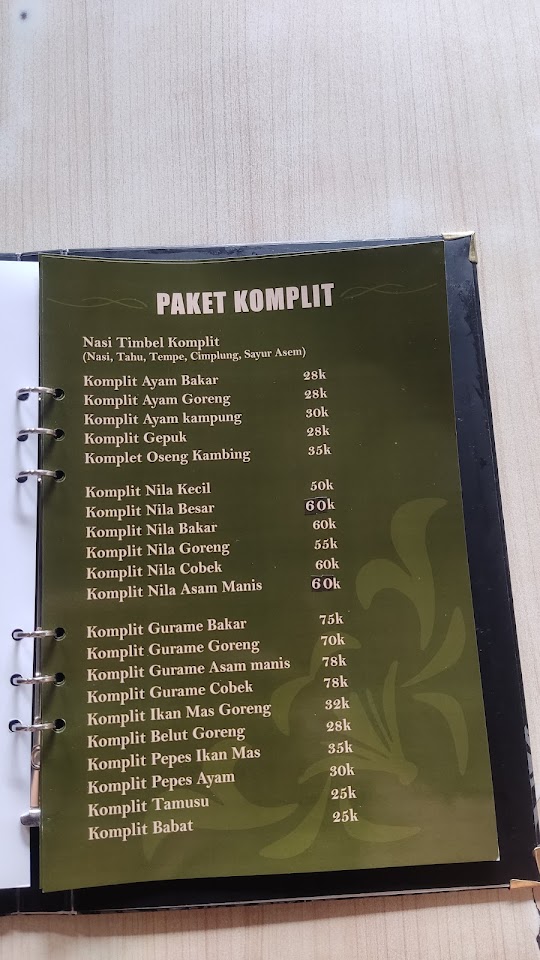 PAKET KOMPLIT
Nasi Timbel Komplit
(Nasi, Tahu, Tempe, Cimplung, Sayur Asem)
Komplit Ayam Bakar 28k
Komplit Ayam Goreng 28k
Komplit Ayam kampung 30k
Komplit Gepuk 28k
Komplet Oseng Kambing 35k
Komplit Nila Kecil 50k
Komplit Nila Besar 60k
Komplit Nila Bakar 60k
Komplit Nila Goreng 55k
Komplit Nila Cobek 60k
Komplit Nila Asam Manis 60k
Komplit Gurame Bakar 75k
Komplit Gurame Goreng 70k
Komplit Gurame Asam manis 78k
Komplit Gurame Cobek 78k
Komplit Ikan Mas Goreng 32k
Komplit Belut Goreng 28k
Komplit Pepes Ikan Mas 35k
Komplit Pepes Ayam 30k
Komplit Tamusu 25k
Komplit Babat 25k